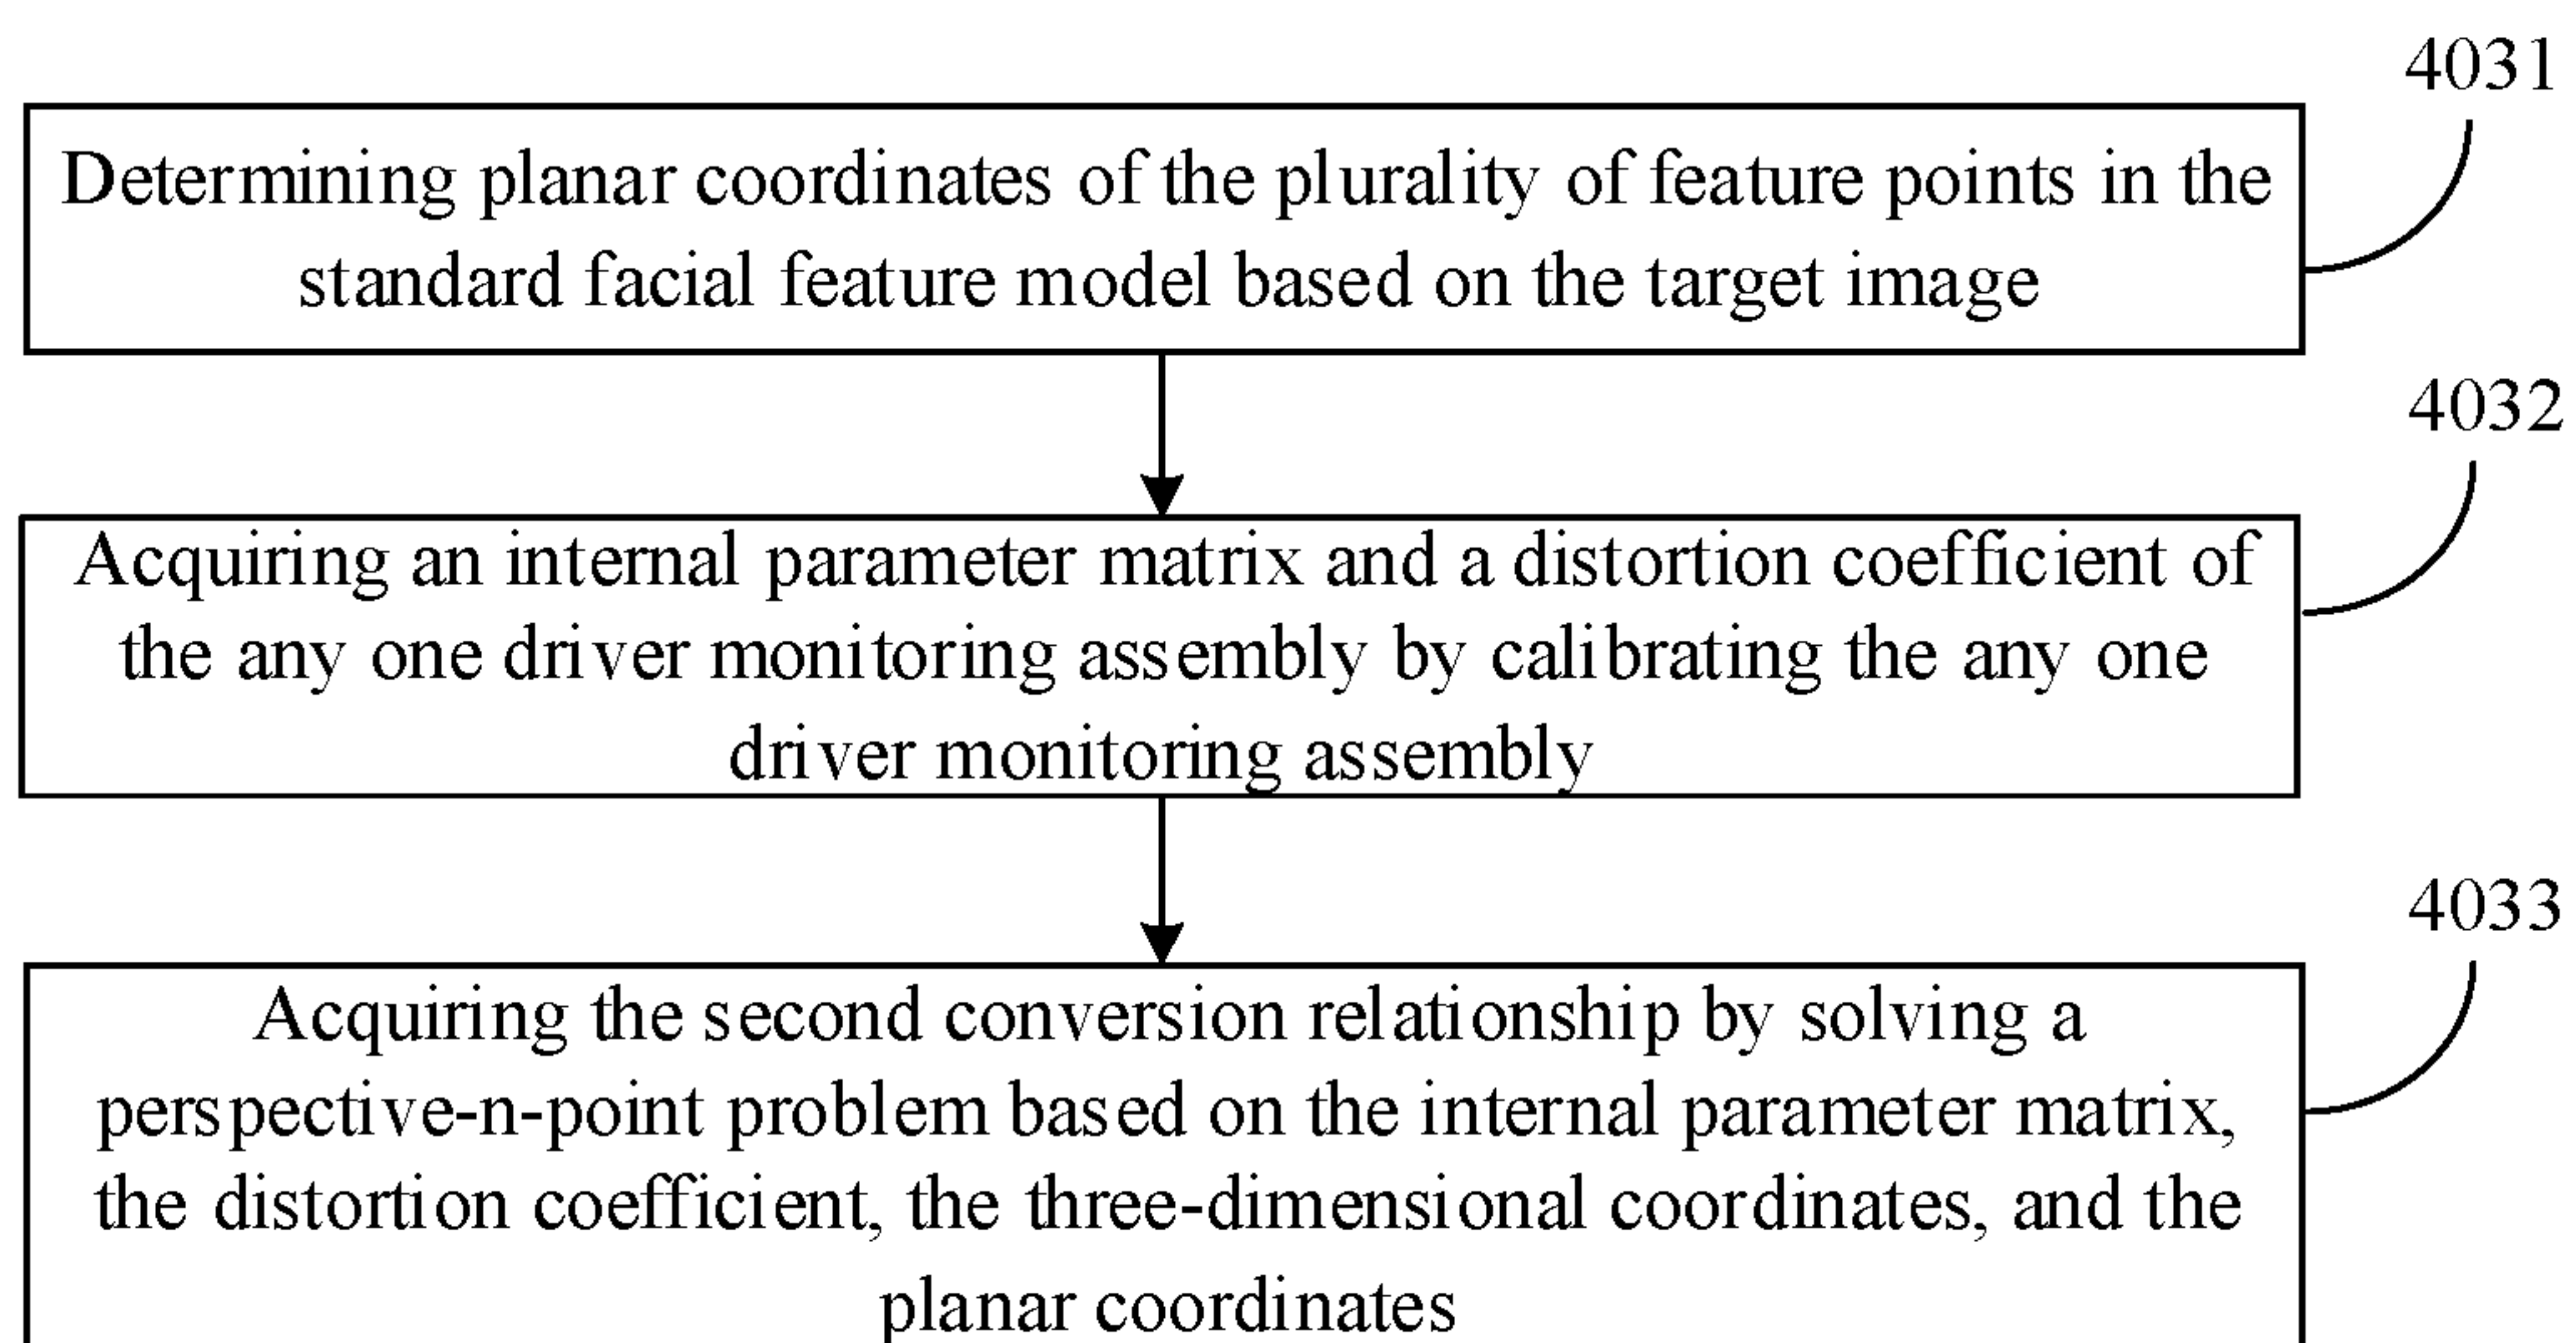 4031
Determining planar coordinates of the plurality of feature points in the
standard facial feature model based on the target image
4032
Acquiring an internal parameter matrix and a distortion coefficient of
the any one driver monitoring assembly by calibrating the any one
driver monitoring assembly
4033
Acquiring the second conversion relationship by solving a
perspective-n-point problem based on the internal parameter matrix,
the distortion coefficient, the three-dimensional coordinates, and the
planar coordinates